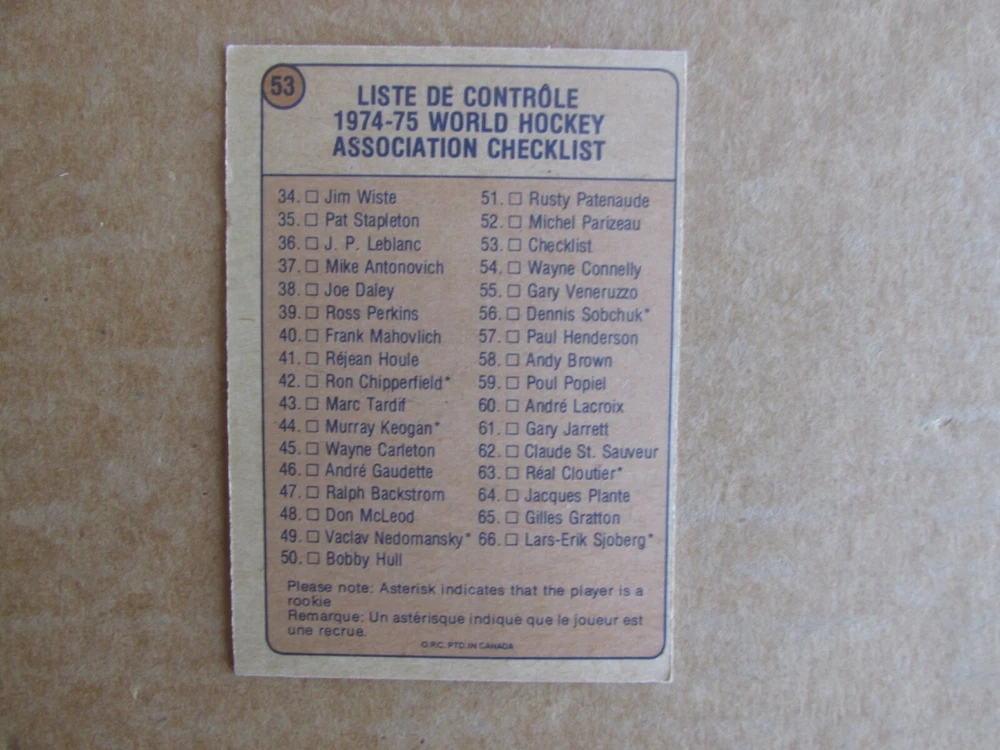 53
LISTE DE CONTRÔLE
1974-75 WORLD HOCKEY
ASSOCIATION CHECKLIST
34. □ Jim Wiste
35. □ Pat Stapleton
36. □ J. P. Leblanc
37. □ Mike Antonovich
38. □ Joe Daley
39. □ Ross Perkins
40. □ Frank Mahovlich
41. □ Réjean Houle
42. □ Ron Chipperfield*
43. □ Marc Tardif
44. □ Murray Keogan*
45. □ Wayne Carleton
46. □ André Gaudette
47. □ Ralph Backstrom
48. □ Don McLeod
49. □ Vaclav Nedomansky*
50. □ Bobby Hull
51. □ Rusty Patenaude
52. □ Michel Parizeau
53. □ Checklist
54. □ Wayne Connelly
55. □ Gary Veneruzzo
56. □ Dennis Sobchuk*
57. □ Paul Henderson
58. □ Andy Brown
59. □ Poul Popiel
60. □ André Lacroix
61. □ Gary Jarrett
62. □ Claude St. Sauveur
63. □ Réal Cloutier*
64. □ Jacques Plante
65. □ Gilles Gratton
66. □ Lars-Erik Sjoberg*
Please note: Asterisk indicates that the player is a
rookie
Remarque: Un astérisque indique que le joueur est
une recrue.
O.P.C. PTD. IN CANADA